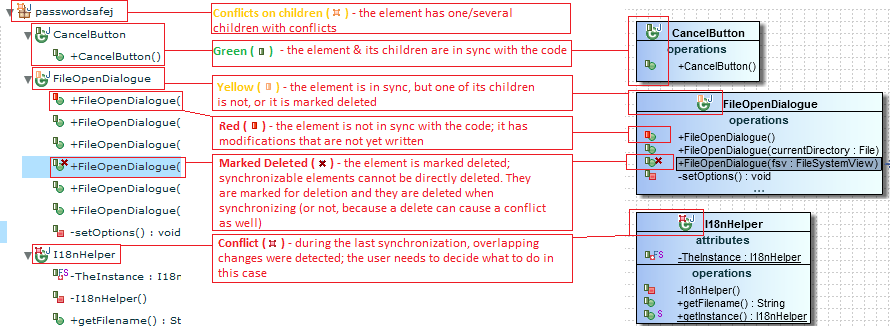 passwordsafej
CancelButton
+CancelButton()
FileOpenDialogue
+FileOpenDialogue(
+FileOpenDialogue(
+FileOpenDialogue(
+FileOpenDialogue(
+FileOpenDialogue(
+FileOpenDialogue(
-setOptions() : void
I18nHelper
FS
-TheInstance : I18n
-I18nHelper()
+getFilename() : St
Conflicts on children ( ) - the element has one/several
children with conflicts
Green ( ) - the element & its children are in sync with the code
Yellow ( ) - the element is in sync, but one of its children
is not, or it is marked deleted
Red ( ) - the element is not in sync with the code; it has
modifications that are not yet written
Marked Deleted ( ) - the element is marked deleted;
synchronizable elements cannot be directly deleted. They
are marked for deletion and they are deleted when
synchronizing (or not, because a delete can cause a conflict
as well)
Conflict ( ) - during the last synchronization, overlapping
changes were detected; the user needs to decide what to do in
this case
CancelButton
operations
+CancelButton()
FileOpenDialogue
operations
+FileOpenDialogue()
+FileOpenDialogue(currentDirectory : File)
+FileOpenDialogue(fsv : FileSystemView)
-setOptions() : void
...
I18nHelper
attributes
FS
-TheInstance : I18nHelper
operations
-I18nHelper()
+getFilename() : String
S
+getInstance() : I18nHelper